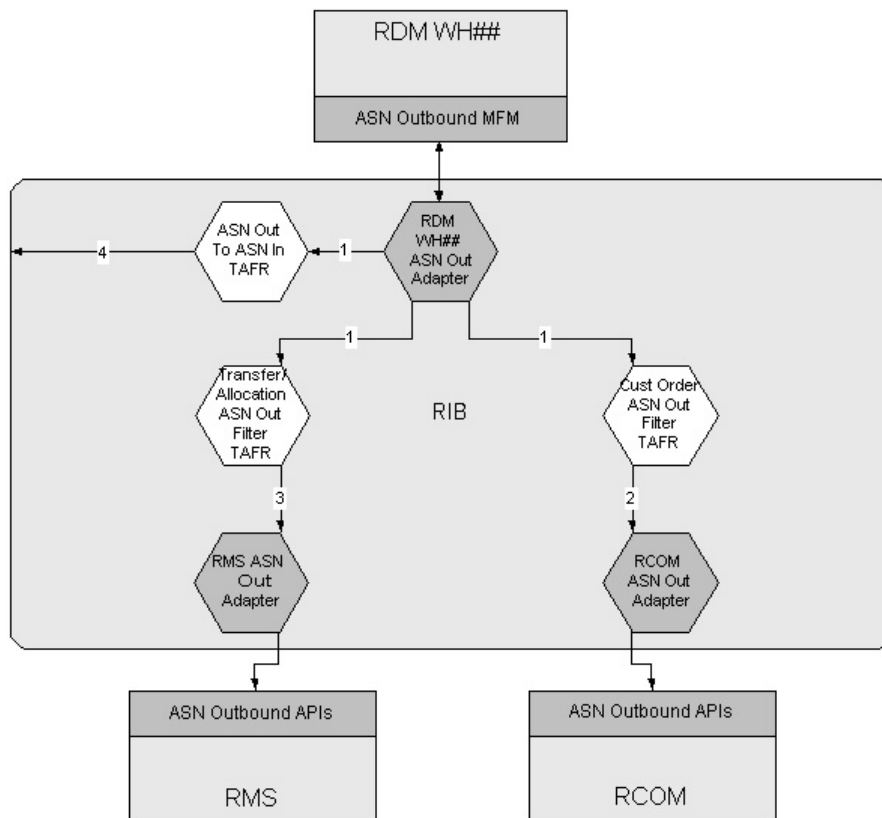 RDM WH##
ASN Outbound MFM
ASN Out
To ASN In
TAFR
4
1
RDM
WH##
ASN Out
Adapter
1
1
Transfer/
Allocation
ASN Out
Filter
TAFR
RIB
Cust Order
ASN Out
Filter
TAFR
3
2
RMS ASN
Out
Adapter
RCOM
ASN Out
Adapter
ASN Outbound APIs
RMS
ASN Outbound APIs
RCOM